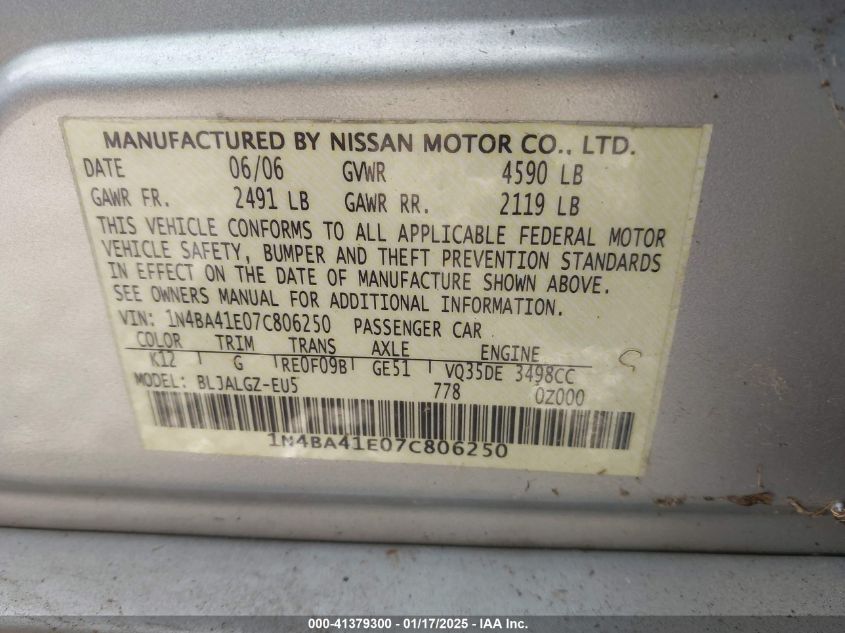 MANUFACTURED BY NISSAN MOTOR CO., LTD.
DATE 06/06 GVWR 4590 LB
GAWR FR. 2491 LB GAWR RR. 2119 LB
THIS VEHICLE CONFORMS TO ALL APPLICABLE FEDERAL MOTOR
VEHICLE SAFETY, BUMPER AND THEFT PREVENTION STANDARDS
IN EFFECT ON THE DATE OF MANUFACTURE SHOWN ABOVE.
SEE OWNERS MANUAL FOR ADDITIONAL INFORMATION.
VIN: 1N4BA41E07C806250 PASSENGER CAR
COLOR TRIM TRANS AXLE ENGINE
K12 G RE0F09B GE51 VQ35DE 3498CC
MODEL: BLJALGZ-EU5 778 0Z000
1N4BA41E07C806250
000-41379300 - 01/17/2025 - IAA Inc.